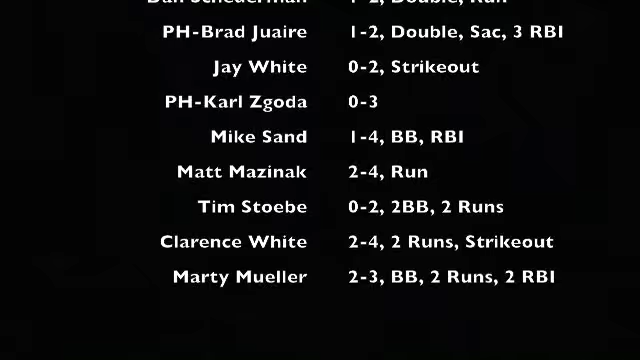 PH-Brad Juaire 1-2, Double, Sac, 3 RBI
Jay White 0-2, Strikeout
PH-Karl Zgoda 0-3
Mike Sand 1-4, BB, RBI
Matt Mazinak 2-4, Run
Tim Stoebe 0-2, 2BB, 2 Runs
Clarence White 2-4, 2 Runs, Strikeout
Marty Mueller 2-3, BB, 2 Runs, 2 RBI